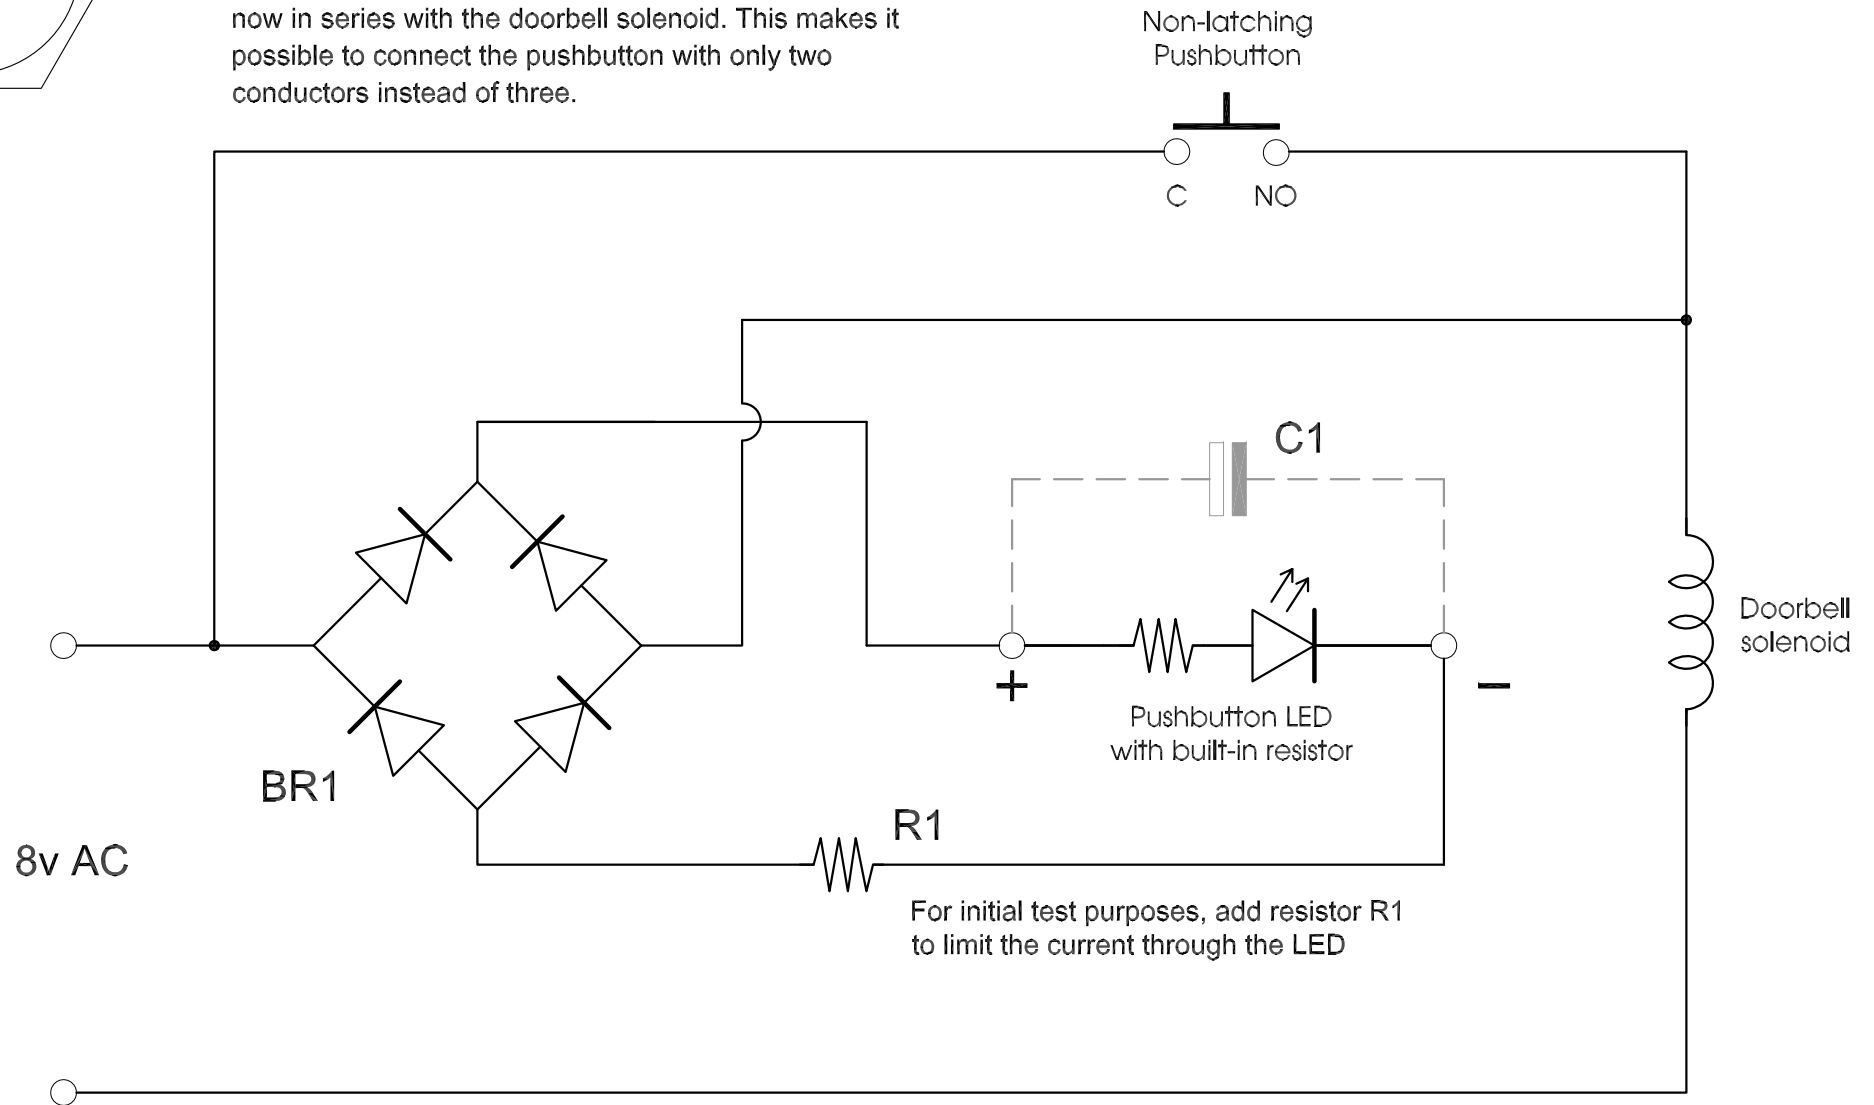 now in series with the doorbell solenoid. This makes it
possible to connect the pushbutton with only two
conductors instead of three.
Non-latching
Pushbutton
C
NO
C1
+
−
Doorbell
solenoid
Pushbutton LED
with built-in resistor
BR1
R1
8v AC
For initial test purposes, add resistor R1
to limit the current through the LED